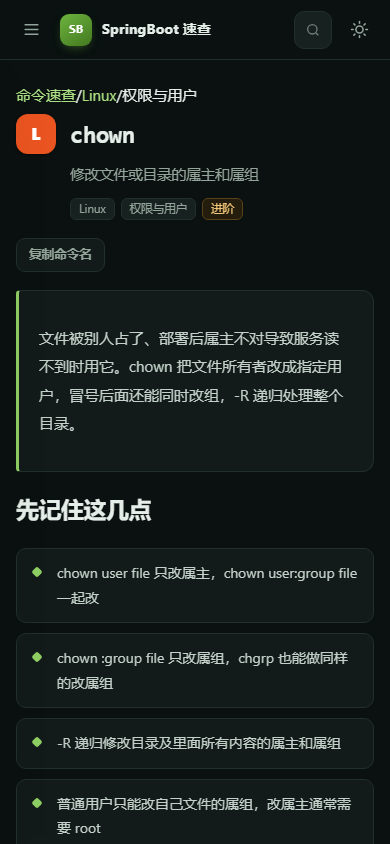 SB SpringBoot 速查
命令速查/Linux/权限与用户
L chown
修改文件或目录的属主和属组
Linux 权限与用户 进阶
复制命令名
文件被别人占了、部署后属主不对导致服务读
不到时用它。chown 把文件所有者改成指定用
户，冒号后面还能同时改组，-R 递归处理整个
目录。
先记住这几点
chown user file 只改属主，chown user:group file
一起改
chown :group file 只改属组，chgrp 也能做同样
的改属组
-R 递归修改目录及里面所有内容的属主和属组
普通用户只能改自己文件的属组，改属主通常需
要 root